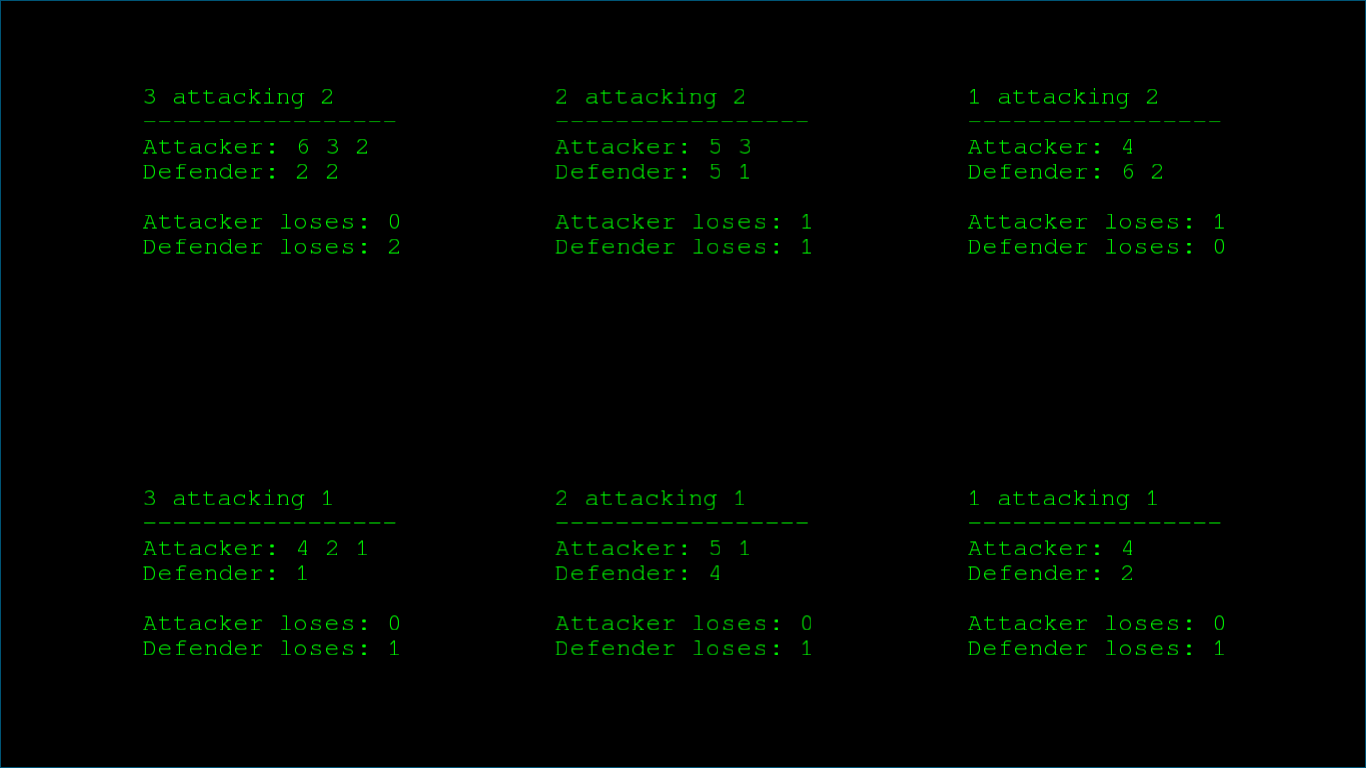 3 attacking 2
-----------------
Attacker: 6 3 2
Defender: 2 2
Attacker loses: 0
Defender loses: 2
2 attacking 2
-----------------
Attacker: 5 3
Defender: 5 1
Attacker loses: 1
Defender loses: 1
1 attacking 2
-----------------
Attacker: 4
Defender: 6 2
Attacker loses: 1
Defender loses: 0
3 attacking 1
-----------------
Attacker: 4 2 1
Defender: 1
Attacker loses: 0
Defender loses: 1
2 attacking 1
-----------------
Attacker: 5 1
Defender: 4
Attacker loses: 0
Defender loses: 1
1 attacking 1
-----------------
Attacker: 4
Defender: 2
Attacker loses: 0
Defender loses: 1